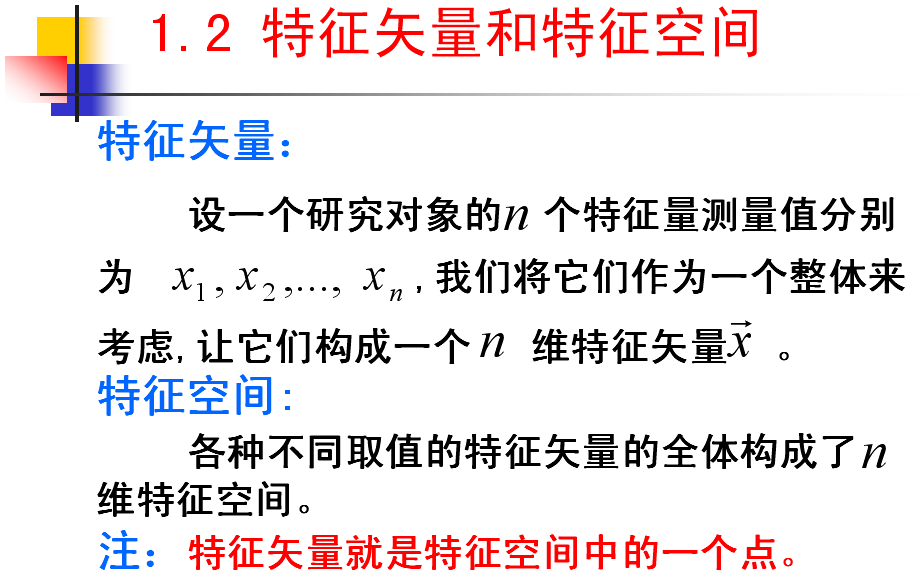 1.2 特征矢量和特征空间
特征矢量：
设一个研究对象的n个特征量测量值分别
为 x₁, x₂,..., xₙ ,我们将它们作为一个整体来
考虑,让它们构成一个 n 维特征矢量x⃗ 。
特征空间:
各种不同取值的特征矢量的全体构成了n
维特征空间。
注：特征矢量就是特征空间中的一个点。